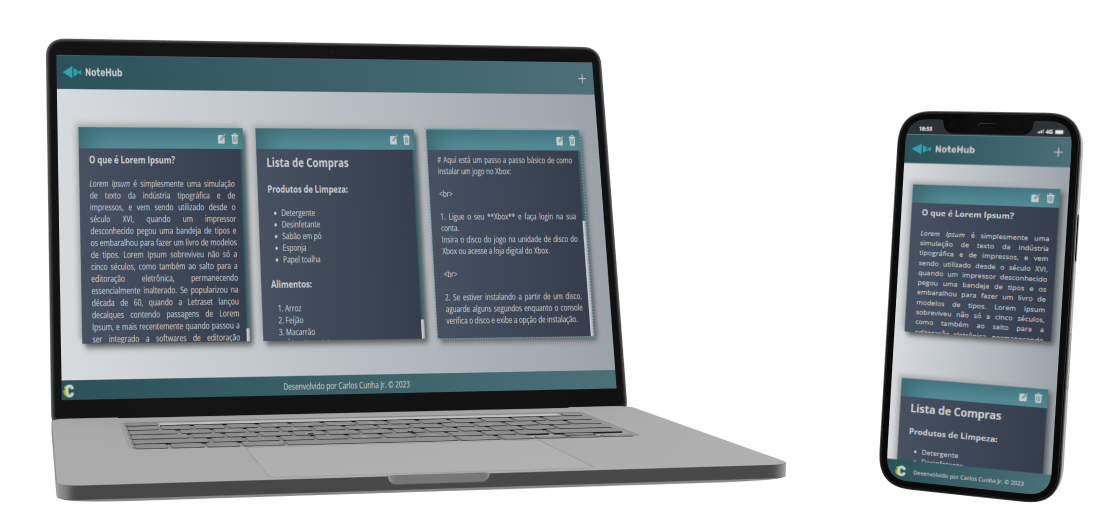 NoteHub
+
O que é Lorem Ipsum?
Lorem Ipsum é simplesmente uma simulação
de texto da indústria tipográfica e de
impressos, e vem sendo utilizado desde o
século XVI, quando um impressor
desconhecido pegou uma bandeja de tipos e
os embaralhou para fazer um livro de modelos
de tipos. Lorem Ipsum sobreviveu não só a
cinco séculos, como também ao salto para a
editoração eletrônica, permanecendo
essencialmente inalterado. Se popularizou na
década de 60, quando a Letraset lançou
decalques contendo passagens de Lorem
Ipsum, e mais recentemente quando passou a
ser integrado a softwares de editoração
Lista de Compras
Produtos de Limpeza:
• Detergente
• Desinfetante
• Sabão em pó
• Esponja
• Papel toalha
Alimentos:
1. Arroz
2. Feijão
3. Macarrão
# Aqui está um passo a passo básico de como
instalar um jogo no Xbox:
<br>
1. Ligue o seu **Xbox** e faça login na sua
conta.
Insira o disco do jogo na unidade de disco do
Xbox ou acesse a loja digital do Xbox.
<br>
2. Se estiver instalando a partir de um disco,
aguarde alguns segundos enquanto o console
verifica o disco e exibe a opção de instalação.
C
Desenvolvido por Carlos Cunha Jr. © 2023
18:55
4G
NoteHub
+
O que é Lorem Ipsum?
Lorem Ipsum é simplesmente uma
simulação de texto da indústria
tipográfica e de impressos, e vem
sendo utilizado desde o século XVI,
quando um impressor desconhecido
pegou uma bandeja de tipos e os
embaralhou para fazer um livro de
modelos de tipos. Lorem Ipsum
sobreviveu não só a cinco séculos,
como também ao salto para a
editoração eletrônica, permanecendo
Lista de Compras
Produtos de Limpeza:
• Detergente
• Desinfetante
C
Desenvolvido por Carlos Cunha Jr. © 2023